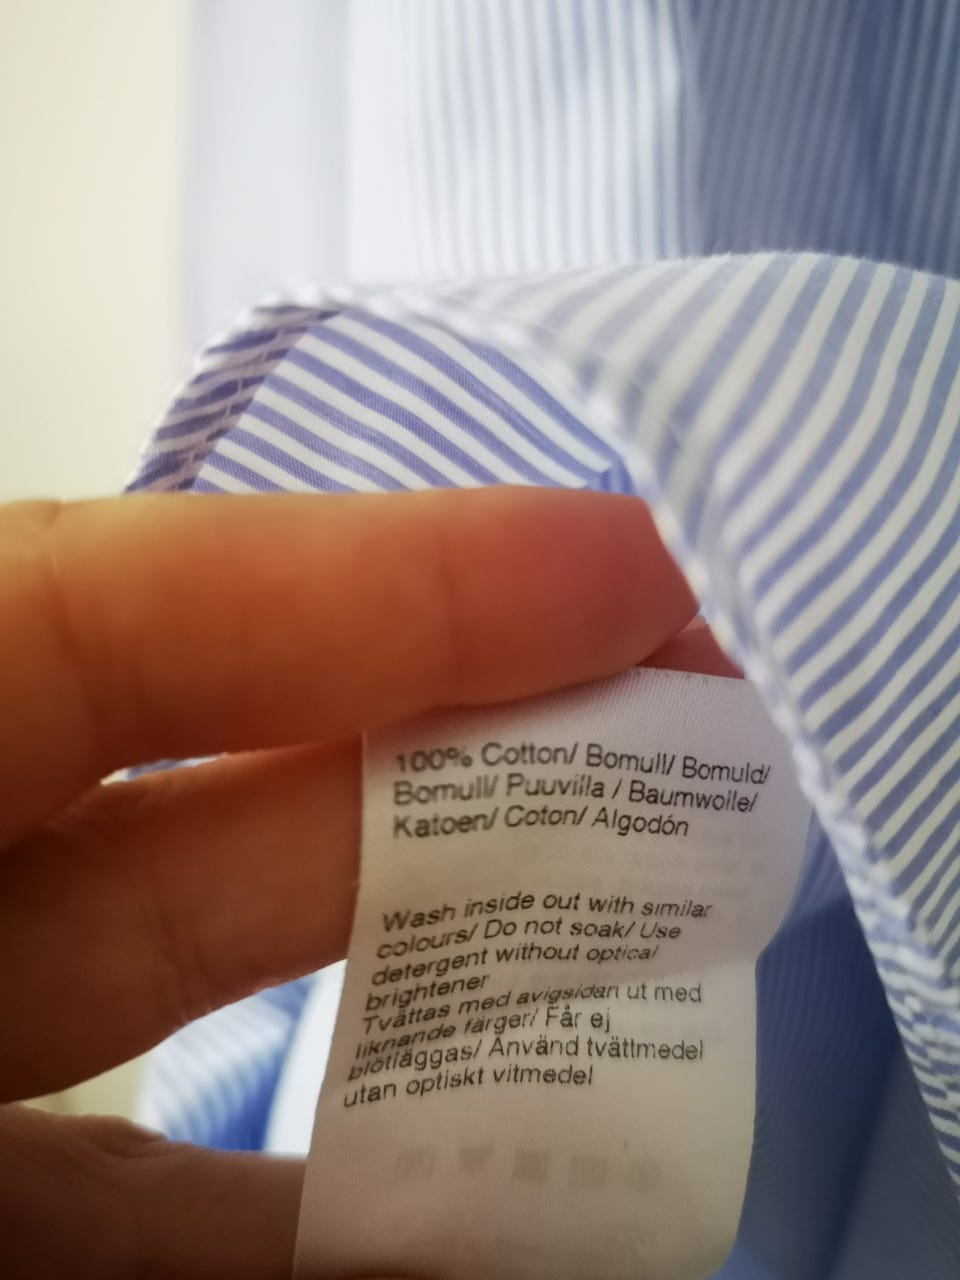 100% Cotton/ Bomull/ Bomuld/
Bomull/ Puuvilla / Baumwolle/
Katoen/ Coton/ Algodón
Wash inside out with similar
colours/ Do not soak/ Use
detergent without optical
brightener
Tvättas med avigsidan ut med
liknande färger/ Får ej
blötläggas/ Använd tvättmedel
utan optiskt vitmedel